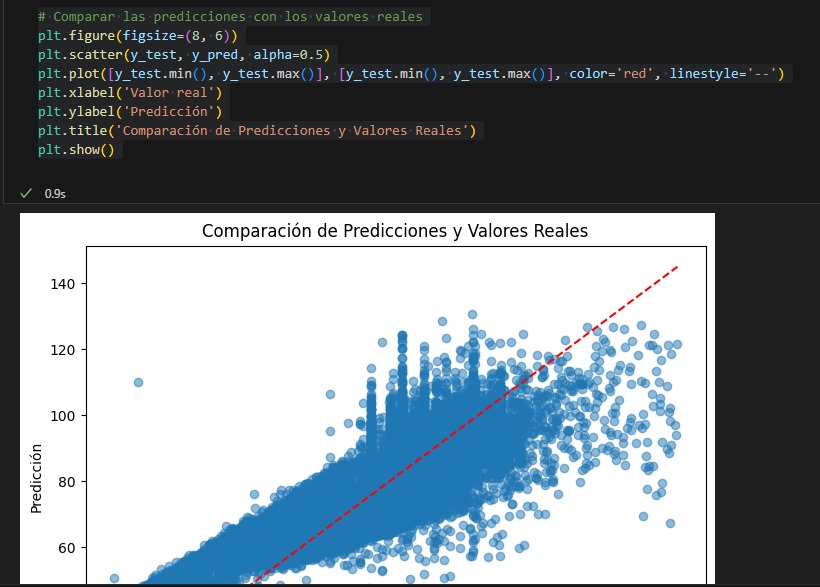 # Comparar las predicciones con los valores reales
plt.figure(figsize=(8, 6))
plt.scatter(y_test, y_pred, alpha=0.5)
plt.plot([y_test.min(), y_test.max()], [y_test.min(), y_test.max()], color='red', linestyle='--')
plt.xlabel('Valor real')
plt.ylabel('Predicción')
plt.title('Comparación de Predicciones y Valores Reales')
plt.show()
0.9s
Comparación de Predicciones y Valores Reales
140
120
100
80
60
Predicción